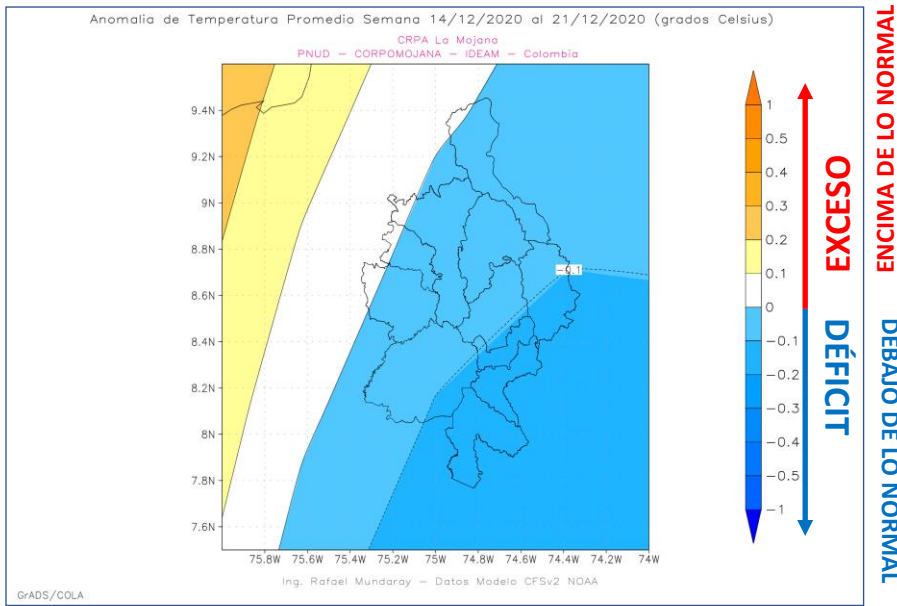 Anomalia de Temperatura Promedio Semana 14/12/2020 al 21/12/2020 (grados Celsius)
CRPA La Mojana
PNUD – CORPOMOJANA – IDEAM – Colombia
9.4N
9.2N
9N
8.8N
8.6N
8.4N
8.2N
8N
7.8N
7.6N
75.8W
75.6W
75.4W
75.2W
75W
74.8W
74.6W
74.4W
74.2W
74W
−0.1
1
0.5
0.4
0.3
0.2
0.1
0
−0.1
−0.2
−0.3
−0.4
−0.5
−1
EXCESO
DÉFICIT
ENCIMA DE LO NORMAL
DEBAJO DE LO NORMAL
Ing. Rafael Mundaray – Datos Modelo CFSv2 NOAA
GrADS/COLA